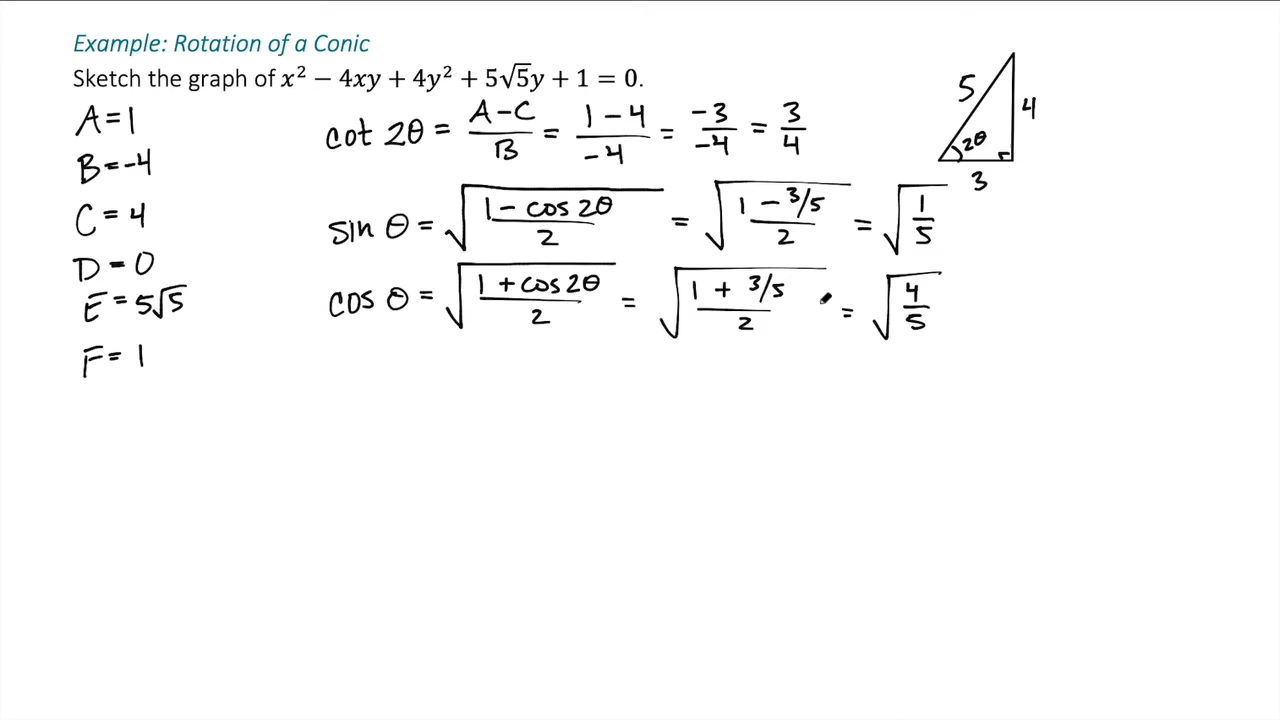 Example: Rotation of a Conic
Sketch the graph of x² − 4xy + 4y² + 5√5y + 1 = 0.
A = 1
B = -4
C = 4
D = 0
E = 5√5
F = 1
cot 2θ = (A - C)/B = (1 - 4)/-4 = -3/-4 = 3/4
sin θ = √((1 - cos 2θ)/2) = √((1 - 3/5)/2) = √(1/5)
cos θ = √((1 + cos 2θ)/2) = √((1 + 3/5)/2) = √(4/5)
5
4
2θ
3